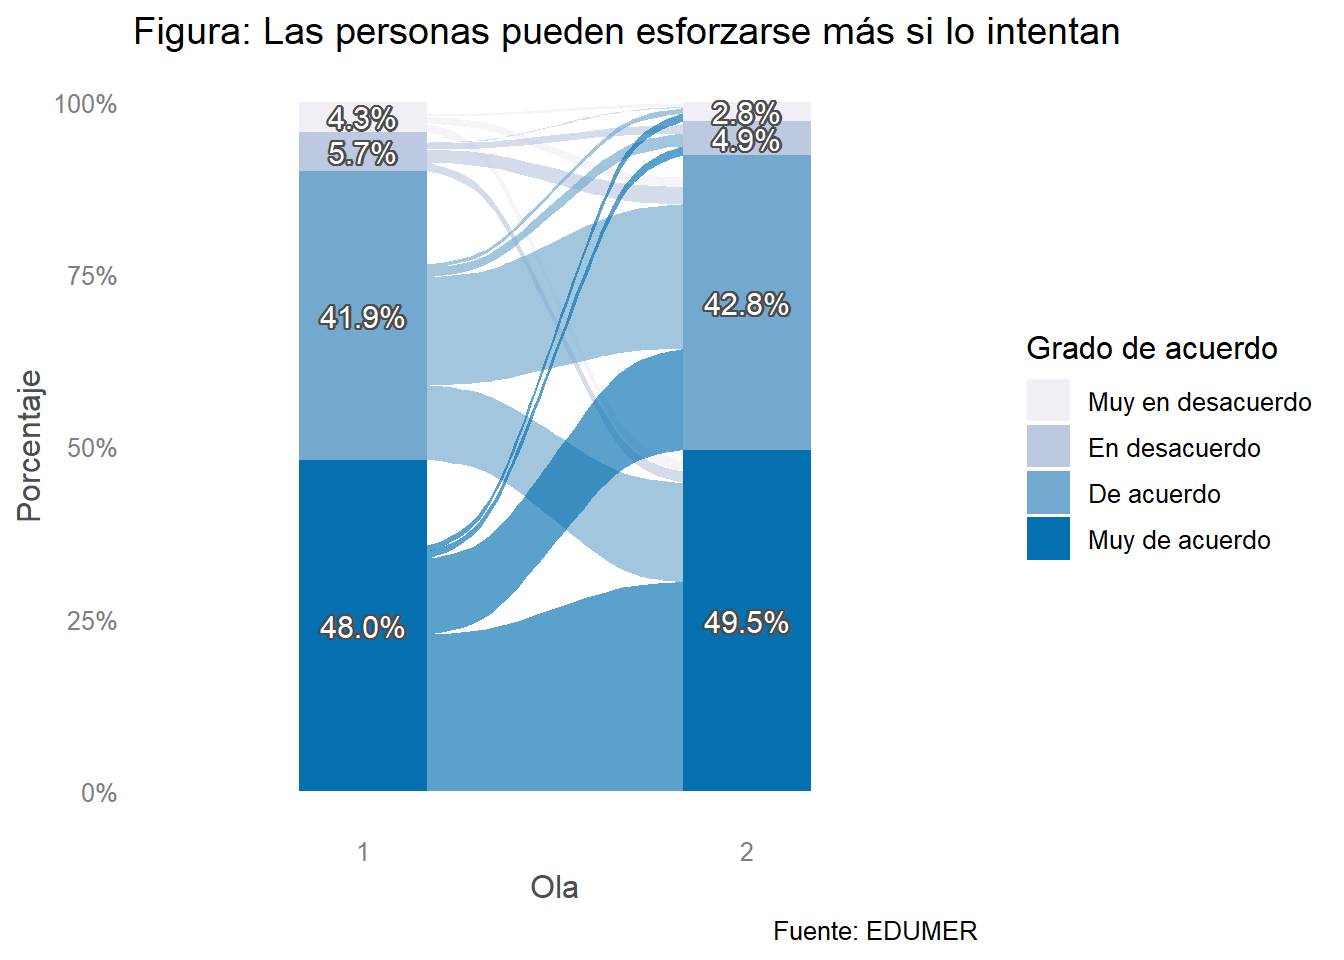 Figura: Las personas pueden esforzarse más si lo intentan
100%
75%
50%
25%
0%
Porcentaje
4.3%
5.7%
41.9%
48.0%
2.8%
4.9%
42.8%
49.5%
1
2
Ola
Grado de acuerdo
Muy en desacuerdo
En desacuerdo
De acuerdo
Muy de acuerdo
Fuente: EDUMER